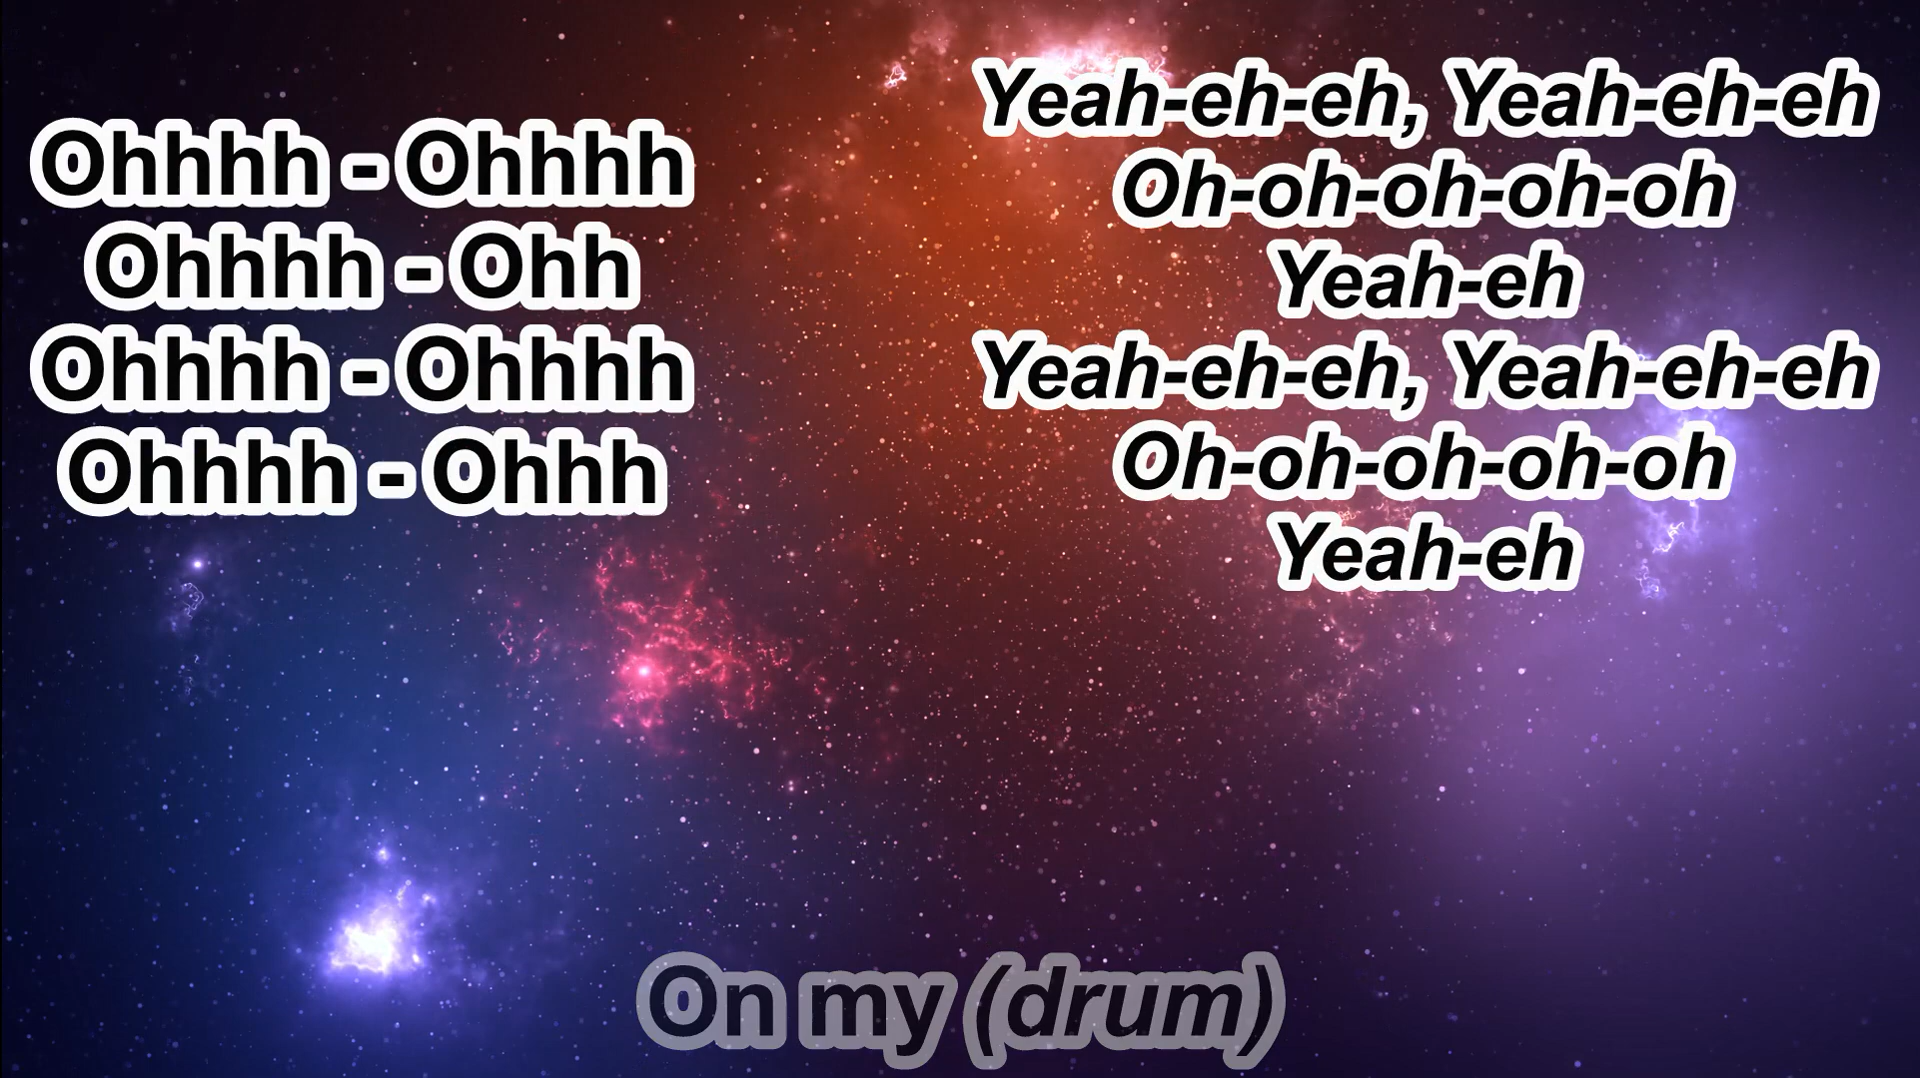 Ohhhh - Ohhhh
Ohhhh - Ohh
Ohhhh - Ohhhh
Ohhhh - Ohhh
Yeah-eh-eh, Yeah-eh-eh
Oh-oh-oh-oh-oh
Yeah-eh
Yeah-eh-eh, Yeah-eh-eh
Oh-oh-oh-oh-oh
Yeah-eh
On my (drum)